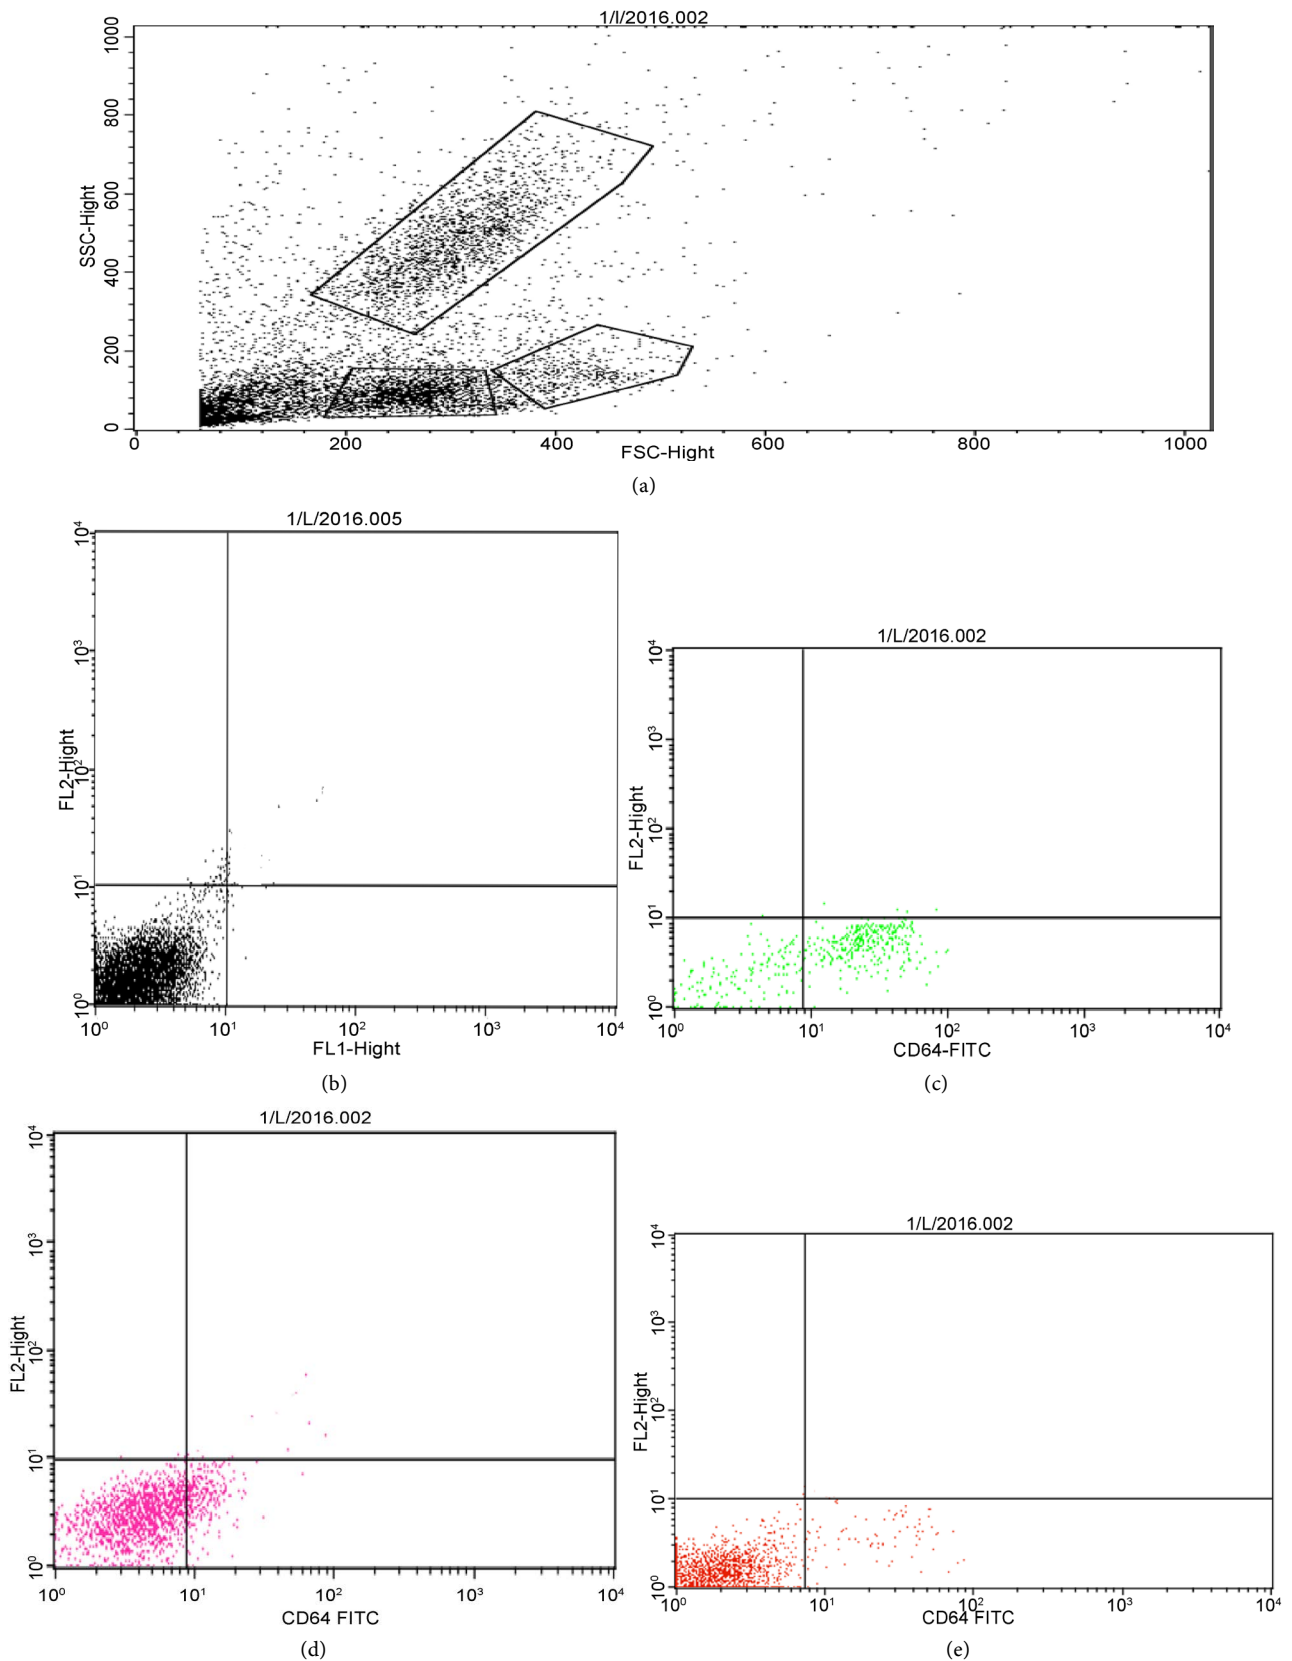 1/I/2016.002
SSC-Hight
1000
800
600
400
200
0
0 200 400 600 800 1000
FSC-Hight
(a)
1/L/2016.005
FL2-Hight
10⁴
10³
10²
10¹
10⁰
10⁰ 10¹ 10² 10³ 10⁴
FL1-Hight
(b)
1/L/2016.002
FL2-Hight
10⁴
10³
10²
10¹
10⁰
10⁰ 10¹ 10² 10³ 10⁴
CD64-FITC
(c)
1/L/2016.002
FL2-Hight
10⁴
10³
10²
10¹
10⁰
10⁰ 10¹ 10² 10³ 10⁴
CD64 FITC
(d)
1/L/2016.002
FL2-Hight
10⁴
10³
10²
10¹
10⁰
10⁰ 10¹ 10² 10³ 10⁴
CD64 FITC
(e)